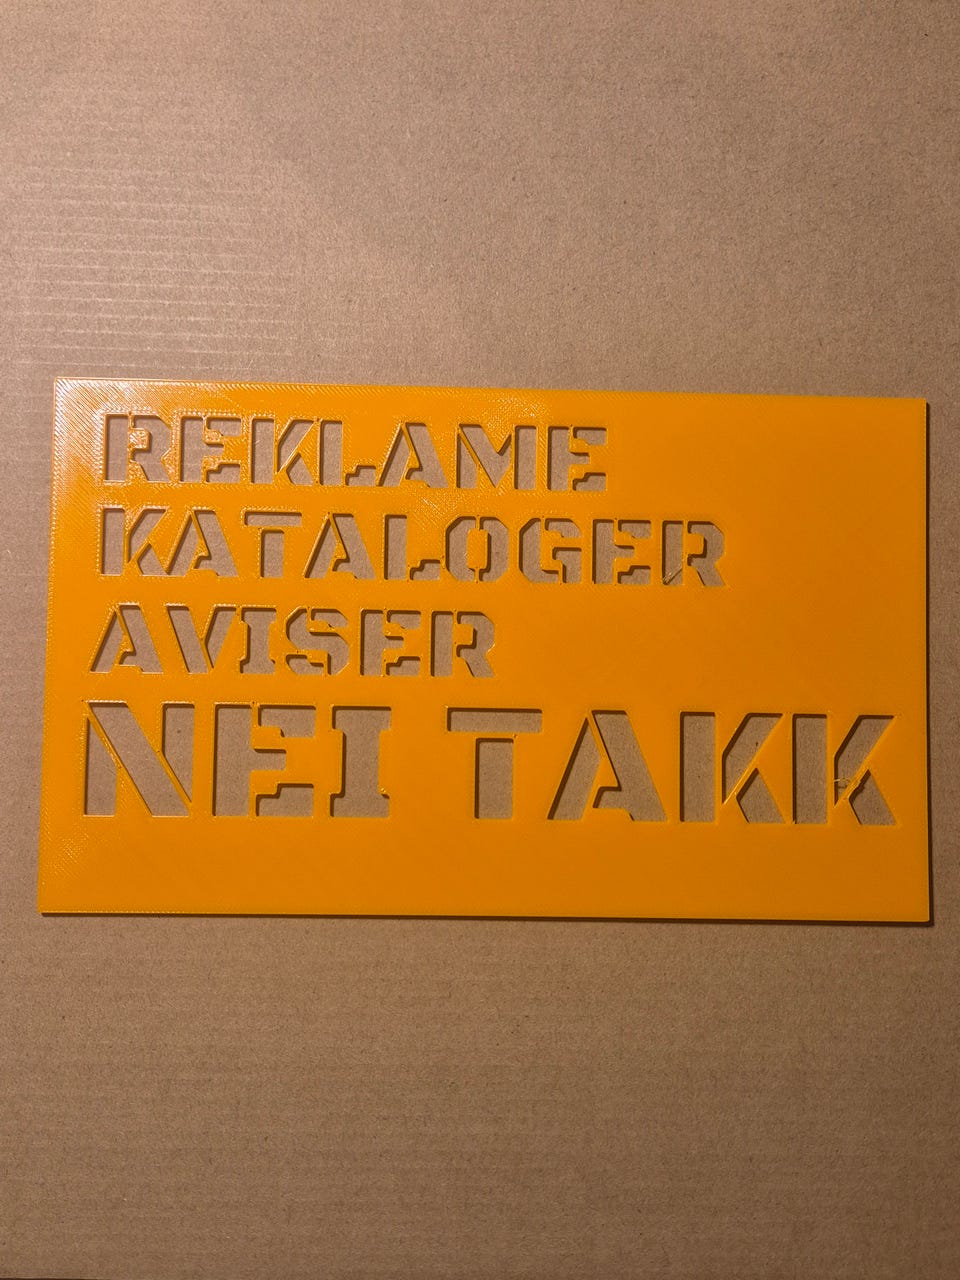 REKLAME
KATALOGER
AVISER
NEI TAKK